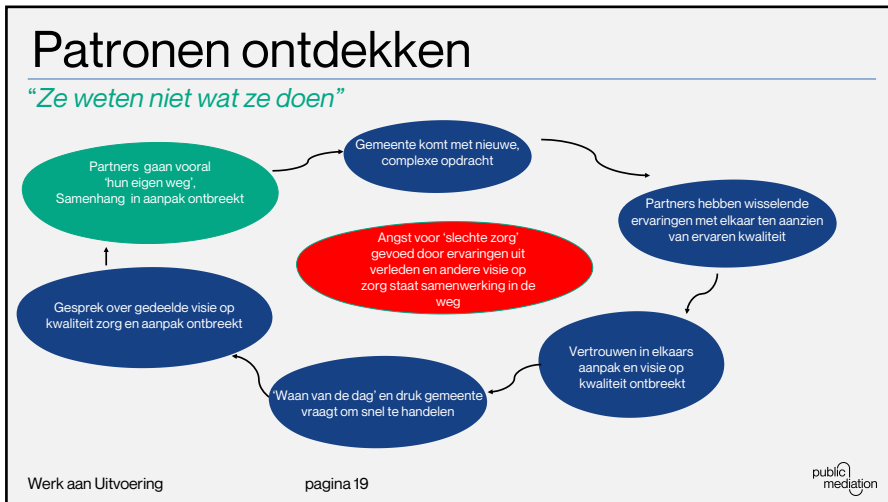 Patronen ontdekken
“Ze weten niet wat ze doen”
Gemeente komt met nieuwe,
complexe opdracht
Partners hebben wisselende
ervaringen met elkaar ten aanzien
van ervaren kwaliteit
Vertrouwen in elkaars
aanpak en visie op
kwaliteit ontbreekt
‘Waan van de dag’ en druk gemeente
vraagt om snel te handelen
Gesprek over gedeelde visie op
kwaliteit zorg en aanpak ontbreekt
Partners gaan vooral
‘hun eigen weg’,
Samenhang in aanpak ontbreekt
Angst voor ‘slechte zorg’
gevoed door ervaringen uit
verleden en andere visie op
zorg staat samenwerking in de
weg
Werk aan Uitvoering
pagina 19
public
mediation